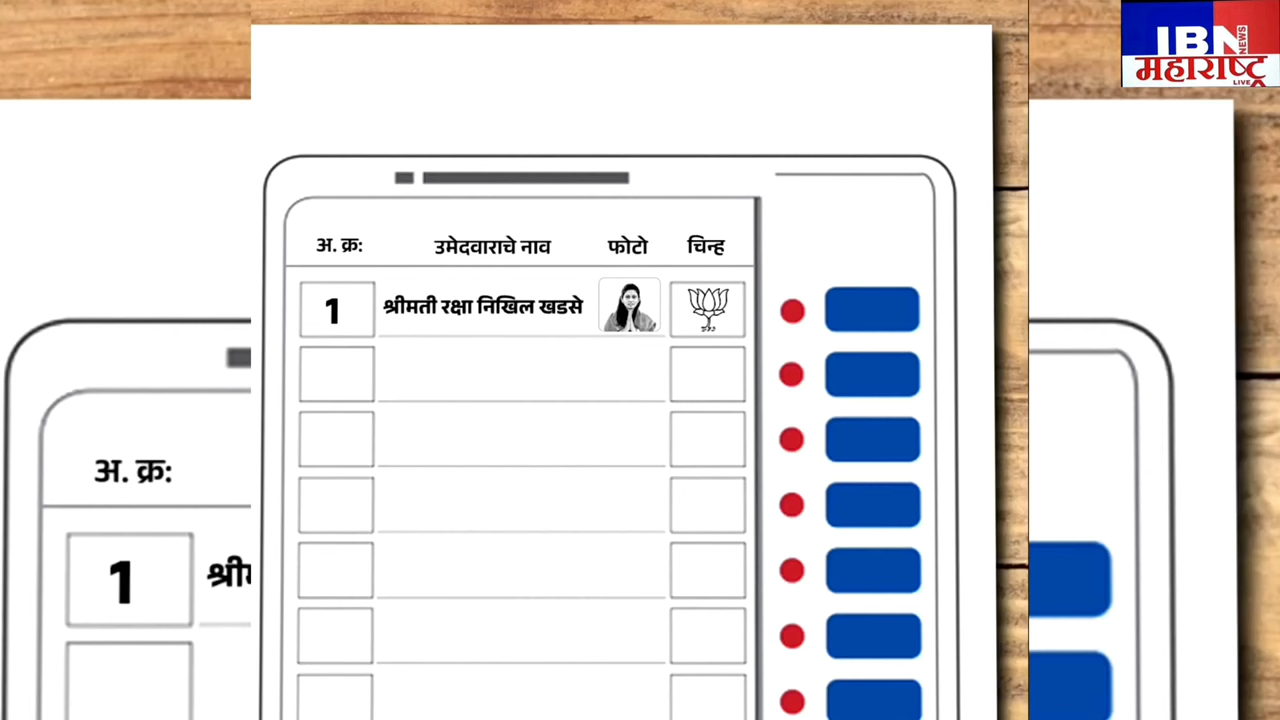 IBN
NEWS
महाराष्ट्र
LIVE
अ. क्र: उमेदवाराचे नाव फोटो चिन्ह
1 श्रीमती रक्षा निखिल खडसे
अ. क्र:
1 श्रीम